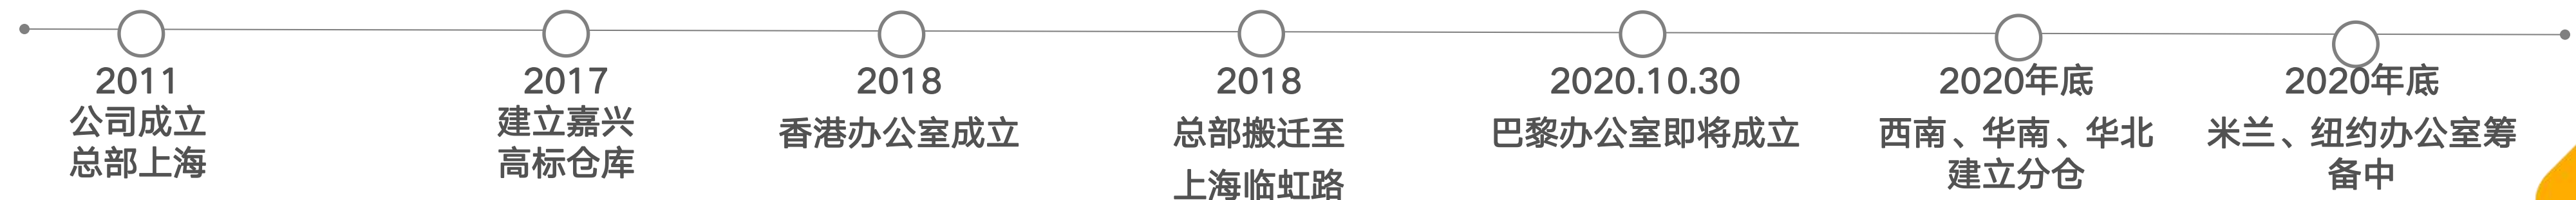 2011
公司成立
总部上海
2017
建立嘉兴
高标仓库
2018
香港办公室成立
2018
总部搬迁至
上海临虹路
2020.10.30
巴黎办公室即将成立
2020年底
西南、华南、华北
建立分仓
2020年底
米兰、纽约办公室筹
备中